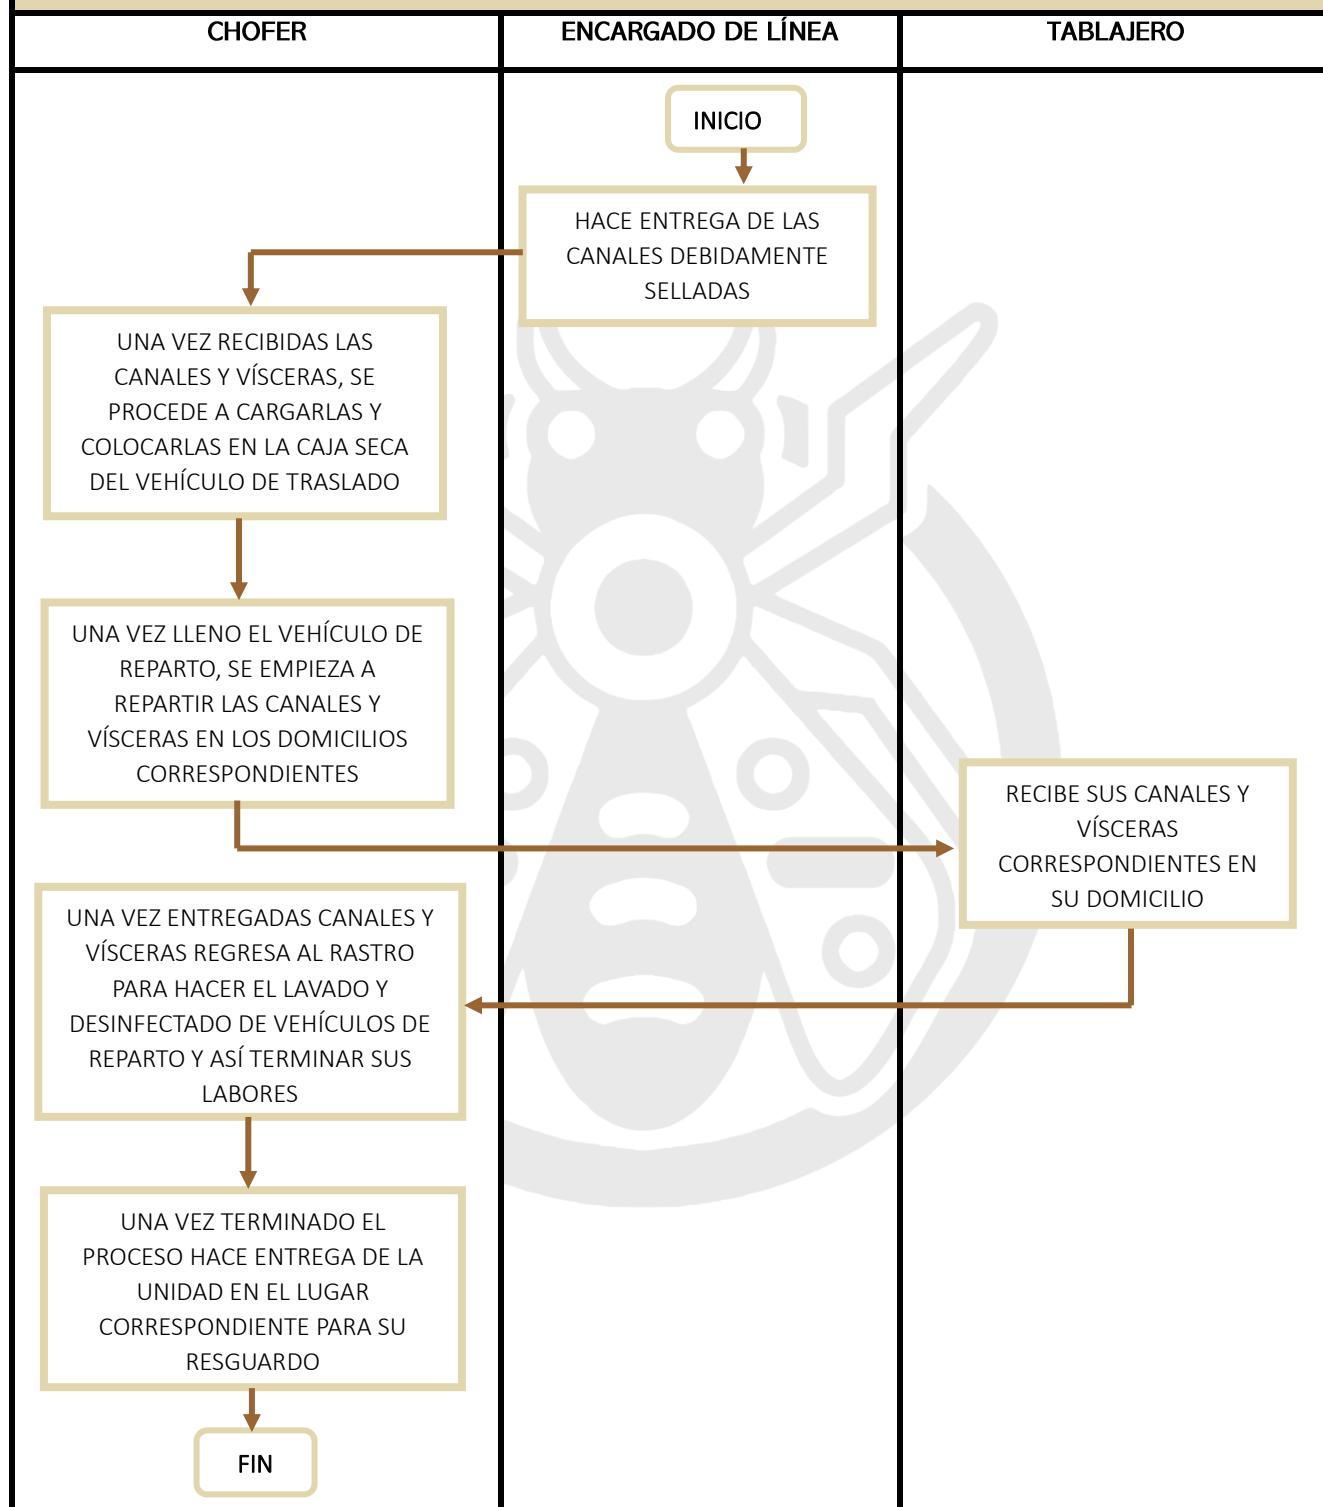 CHOFER
ENCARGADO DE LÍNEA
TABLAJERO
INICIO
HACE ENTREGA DE LAS
CANALES DEBIDAMENTE
SELLADAS
UNA VEZ RECIBIDAS LAS
CANALES Y VÍSCERAS, SE
PROCEDE A CARGARLAS Y
COLOCARLAS EN LA CAJA SECA
DEL VEHÍCULO DE TRASLADO
UNA VEZ LLENO EL VEHÍCULO DE
REPARTO, SE EMPIEZA A
REPARTIR LAS CANALES Y
VÍSCERAS EN LOS DOMICILIOS
CORRESPONDIENTES
RECIBE SUS CANALES Y
VÍSCERAS
CORRESPONDIENTES EN
SU DOMICILIO
UNA VEZ ENTREGADAS CANALES Y
VÍSCERAS REGRESA AL RASTRO
PARA HACER EL LAVADO Y
DESINFECTADO DE VEHÍCULOS DE
REPARTO Y ASÍ TERMINAR SUS
LABORES
UNA VEZ TERMINADO EL
PROCESO HACE ENTREGA DE LA
UNIDAD EN EL LUGAR
CORRESPONDIENTE PARA SU
RESGUARDO
FIN